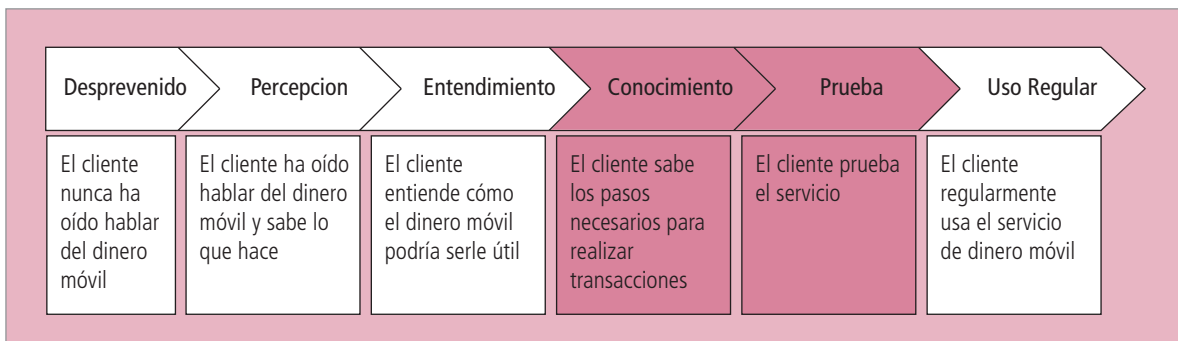 Desprevenido
Percepcion
Entendimiento
Conocimiento
Prueba
Uso Regular
El cliente
nunca ha
oído hablar
del dinero
móvil
El cliente ha oído
hablar del dinero
móvil y sabe lo
que hace
El cliente
entiende cómo
el dinero móvil
podría serle útil
El cliente sabe
los pasos
necesarios para
realizar
transacciones
El cliente prueba
el servicio
El cliente
regularmente
usa el servicio
de dinero móvil